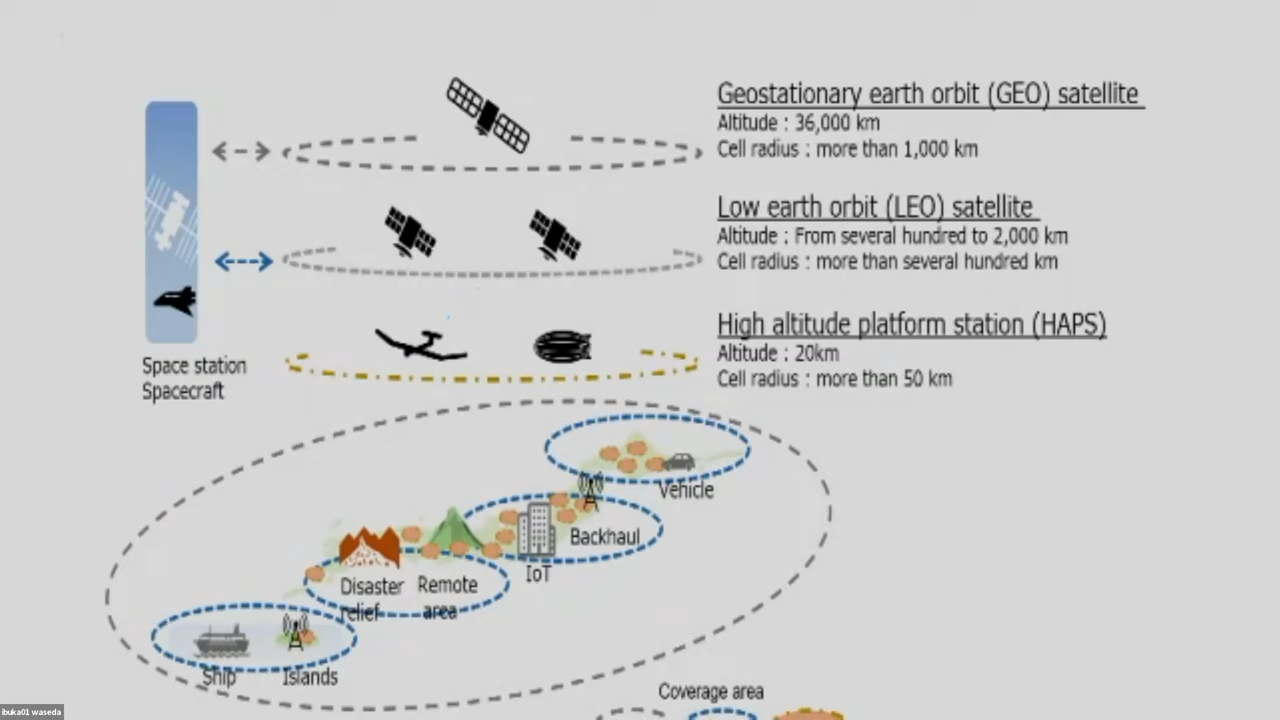 Geostationary earth orbit (GEO) satellite
Altitude : 36,000 km
Cell radius : more than 1,000 km
Low earth orbit (LEO) satellite
Altitude : From several hundred to 2,000 km
Cell radius : more than several hundred km
High altitude platform station (HAPS)
Altitude : 20km
Cell radius : more than 50 km
Space station
Spacecraft
Vehicle
Backhaul
IoT
Disaster
relief
Remote
area
Ship
Islands
Coverage area
ibuka01 waseda